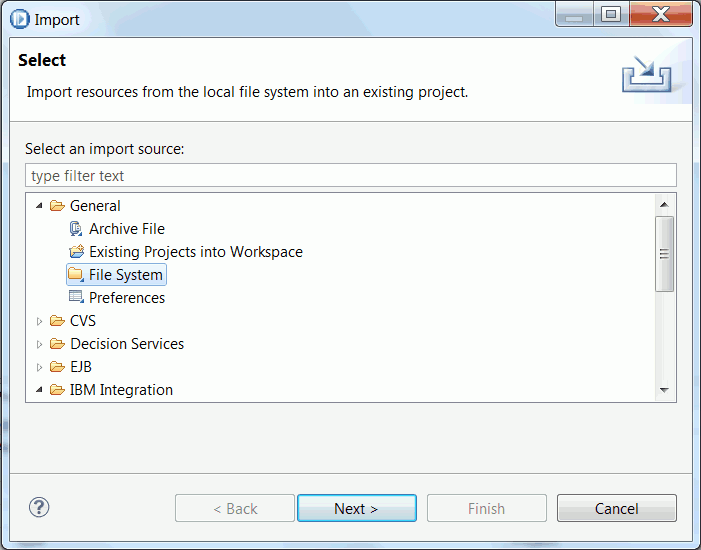 Import
Select
Import resources from the local file system into an existing project.
Select an import source:
type filter text
General
Archive File
Existing Projects into Workspace
File System
Preferences
CVS
Decision Services
EJB
IBM Integration
?
< Back
Next >
Finish
Cancel